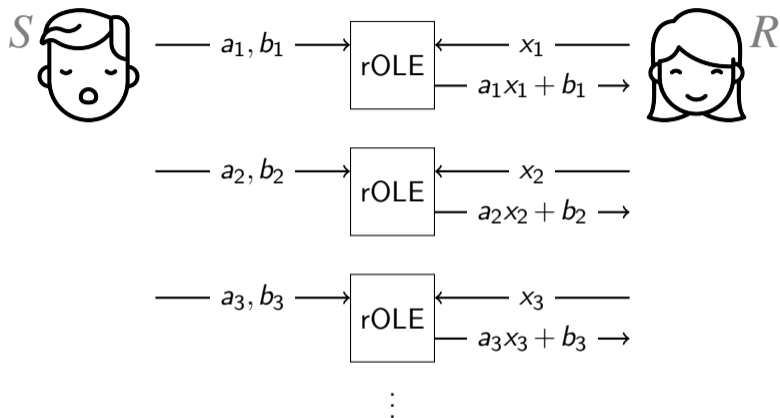 S R
a₁, b₁ rOLE x₁
a₁x₁ + b₁
a₂, b₂ rOLE x₂
a₂x₂ + b₂
a₃, b₃ rOLE x₃
a₃x₃ + b₃
⋮